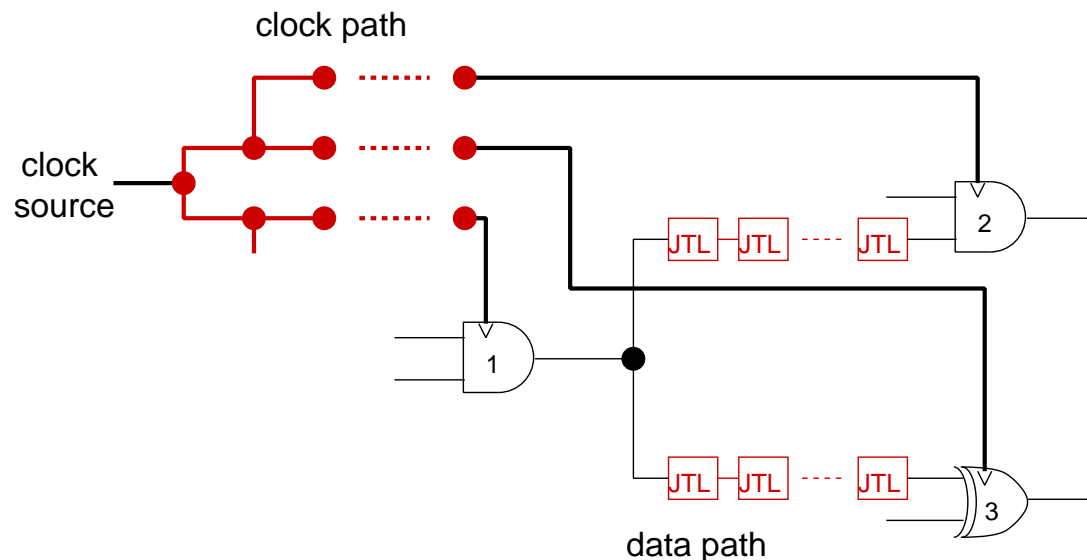 clock path
clock
source
2
JTL JTL JTL
1
JTL JTL JTL
3
data path